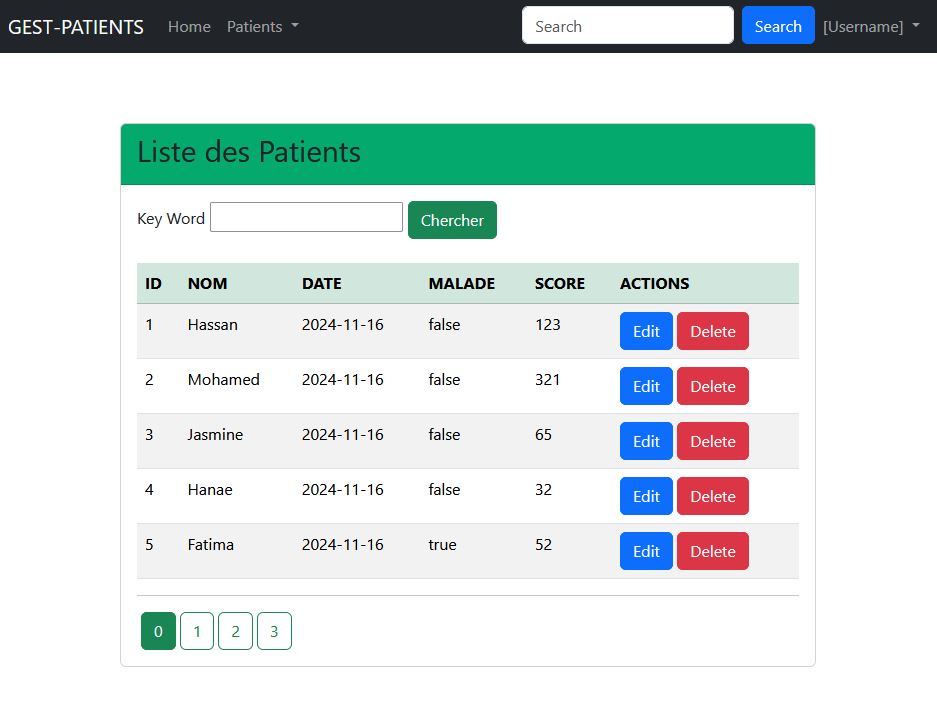 GEST-PATIENTS Home Patients Search Search [Username]
Liste des Patients
Key Word Chercher
ID NOM DATE MALADE SCORE ACTIONS
1 Hassan 2024-11-16 false 123 Edit Delete
2 Mohamed 2024-11-16 false 321 Edit Delete
3 Jasmine 2024-11-16 false 65 Edit Delete
4 Hanae 2024-11-16 false 32 Edit Delete
5 Fatima 2024-11-16 true 52 Edit Delete
0 1 2 3